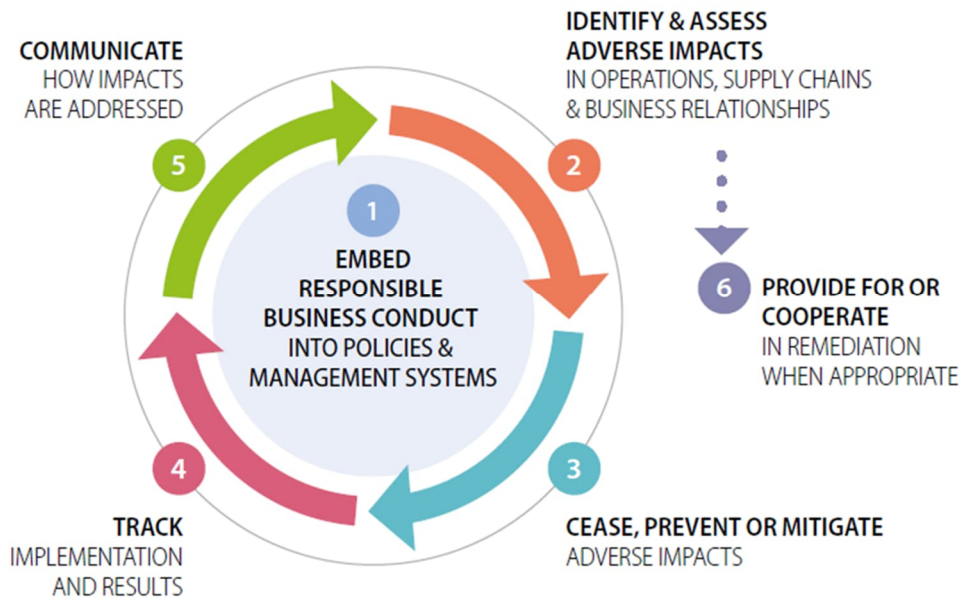 COMMUNICATE
HOW IMPACTS
ARE ADDRESSED
5
IDENTIFY & ASSESS
ADVERSE IMPACTS
IN OPERATIONS, SUPPLY CHAINS
& BUSINESS RELATIONSHIPS
2
1
EMBED
RESPONSIBLE
BUSINESS CONDUCT
INTO POLICIES &
MANAGEMENT SYSTEMS
6
PROVIDE FOR OR
COOPERATE
IN REMEDIATION
WHEN APPROPRIATE
4
TRACK
IMPLEMENTATION
AND RESULTS
3
CEASE, PREVENT OR MITIGATE
ADVERSE IMPACTS